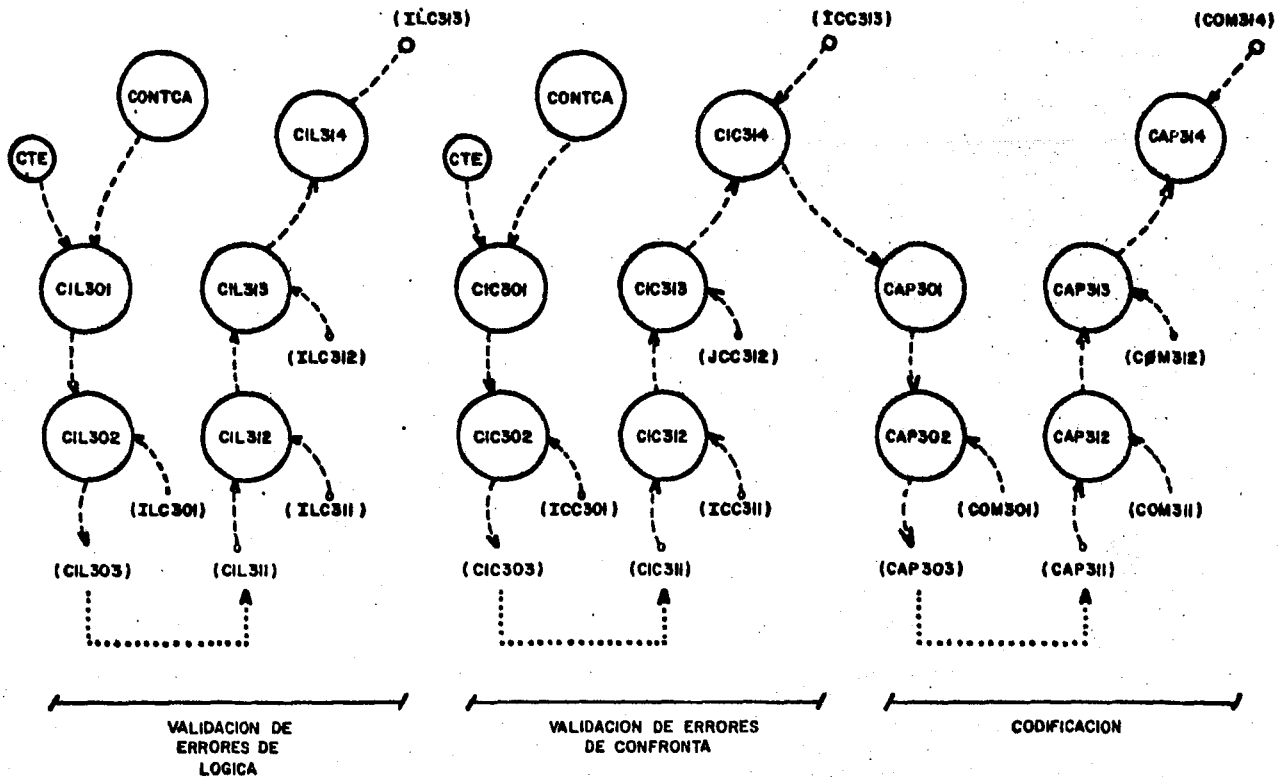 (ILC313)
(ICC313)
(COM314)
CONTCA
CIL314
CTE
CONTCA
CIC314
CTE
CAP314
CIL301
CIL313
CIC301
CIC313
CAP301
CAP313
(ILC312)
(JCC312)
(CØM312)
CIL302
CIL312
CIC302
CIC312
CAP302
CAP312
(ILC301)
(ILC311)
(ICC301)
(ICC311)
(COM301)
(COM311)
(CIL303)
(CIL311)
(CIC303)
(CIC311)
(CAP303)
(CAP311)
VALIDACION DE
ERRORES DE
LOGICA
VALIDACION DE ERRORES
DE CONFRONTA
CODIFICACION